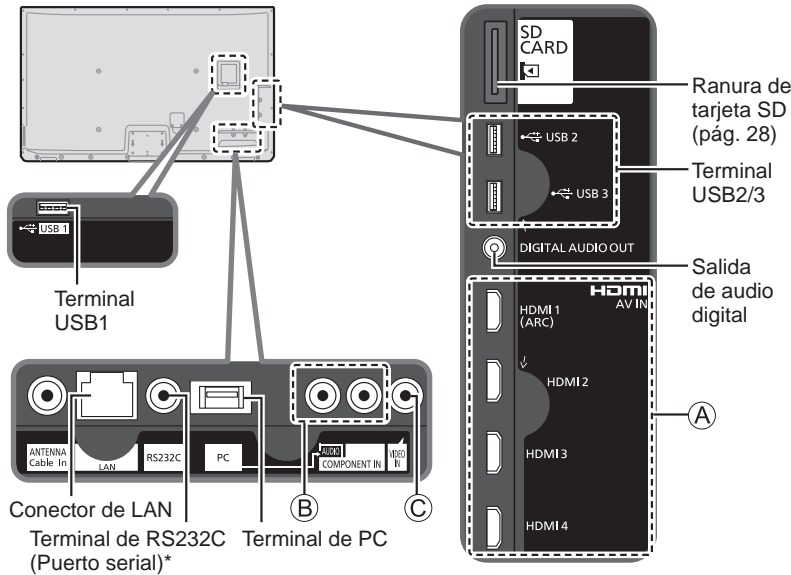 SD
CARD
Ranura de
tarjeta SD
(pág. 28)
USB 2
USB 3
Terminal
USB2/3
DIGITAL AUDIO OUT
Salida
de audio
digital
USB 1
Terminal
USB1
HDMI
AV IN
HDMI 1
(ARC)
HDMI 2
HDMI 3
HDMI 4
A
ANTENNA
Cable In
LAN
RS232C
PC
AUDIO
COMPONENT IN
VIDEO
IN
B
C
Conector de LAN
Terminal de RS232C
(Puerto serial)*
Terminal de PC